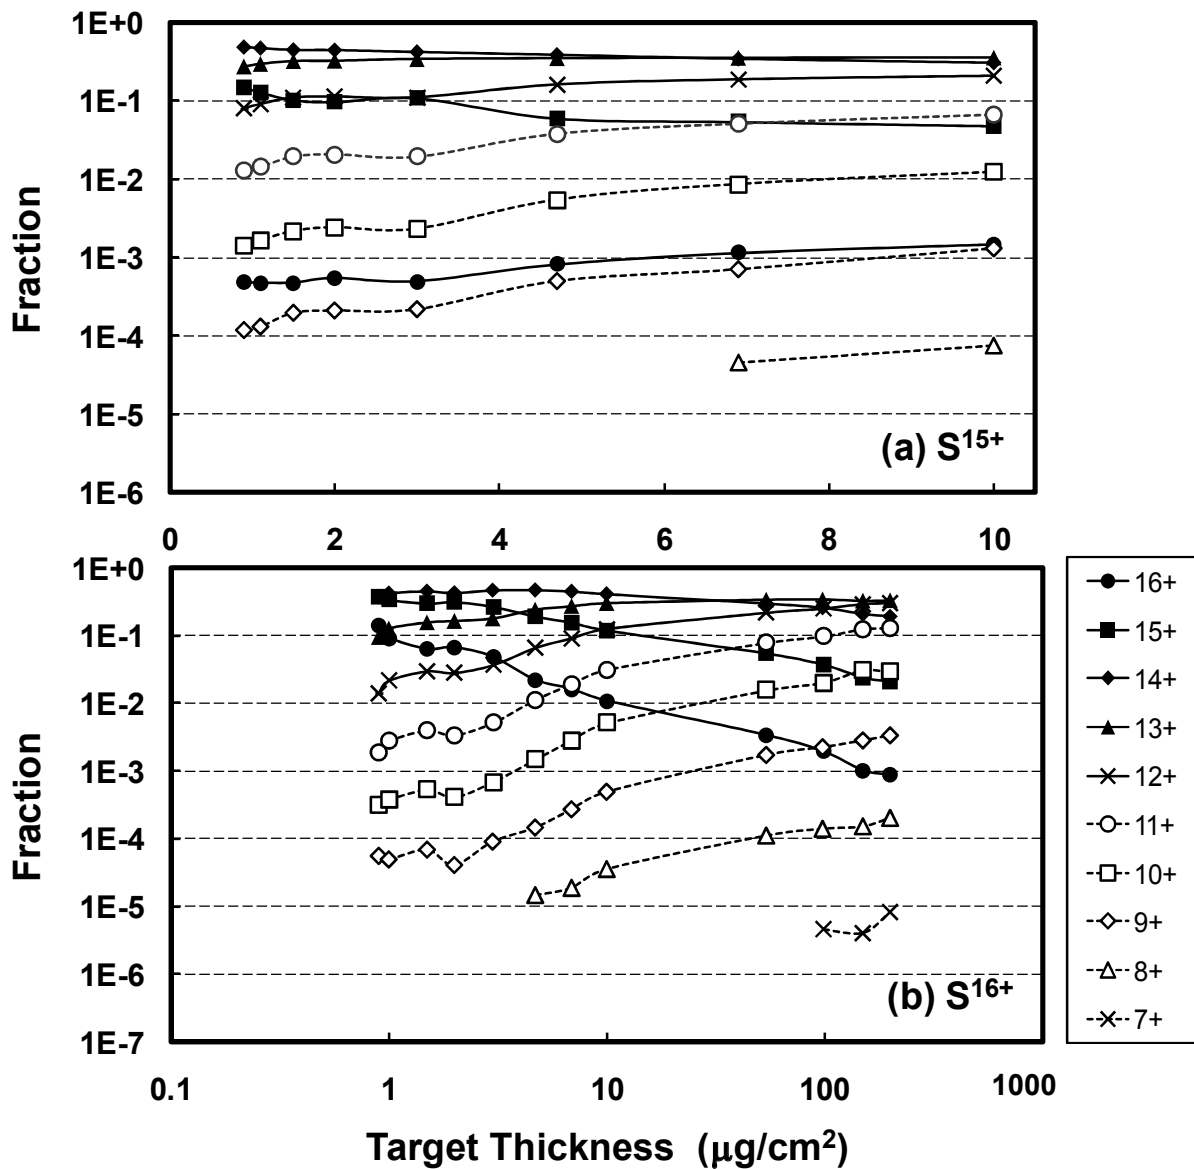 1E+0
1E-1
1E-2
1E-3
1E-4
1E-5
1E-6
Fraction
(a) S15+
0 2 4 6 8 10
1E+0
1E-1
1E-2
1E-3
1E-4
1E-5
1E-6
1E-7
Fraction
(b) S16+
0.1 1 10 100 1000
Target Thickness (μg/cm2)
16+
15+
14+
13+
12+
11+
10+
9+
8+
7+